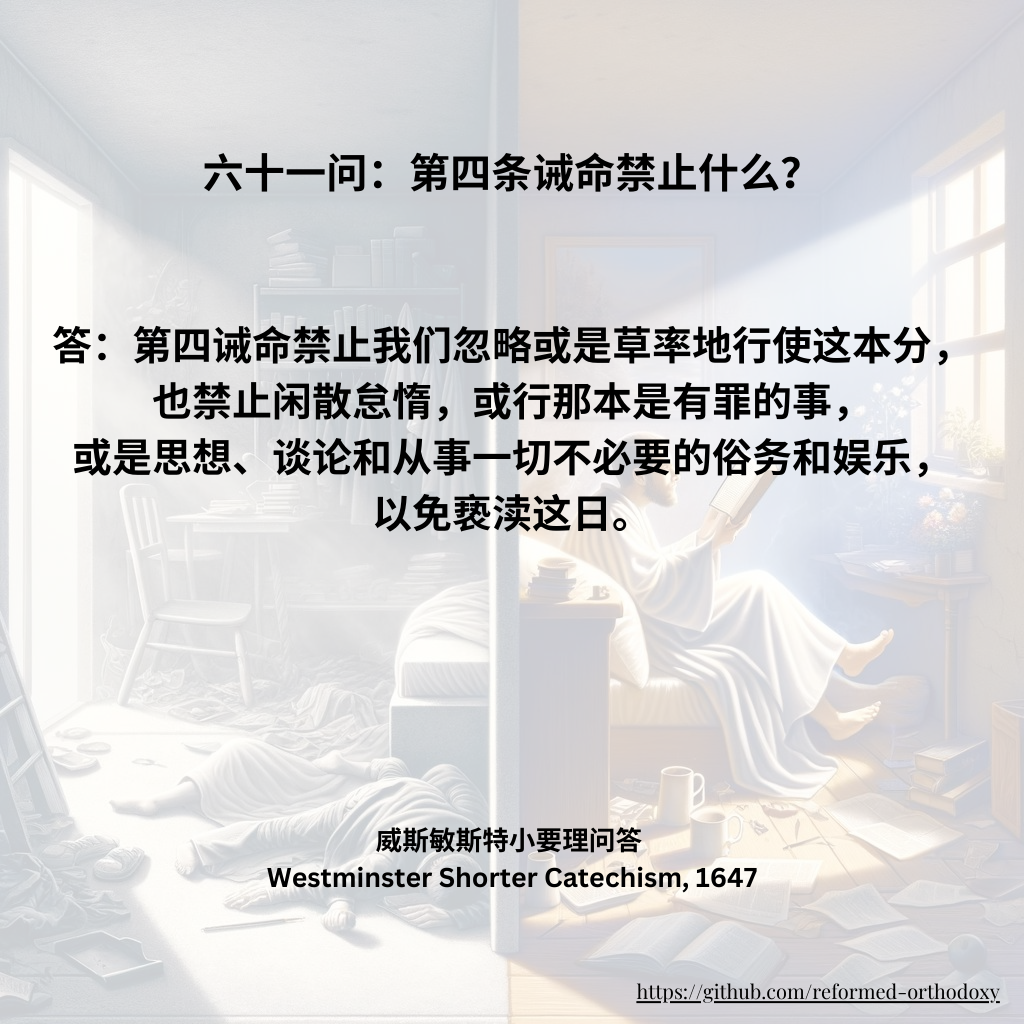 六十一问：第四条诫命禁止什么？
答：第四诫命禁止我们忽略或是草率地行使这本分，
也禁止闲散怠惰，或行那本是有罪的事，
或是思想、谈论和从事一切不必要的俗务和娱乐，
以免亵渎这日。
威斯敏斯特小要理问答
Westminster Shorter Catechism, 1647
https://github.com/reformed-orthodoxy